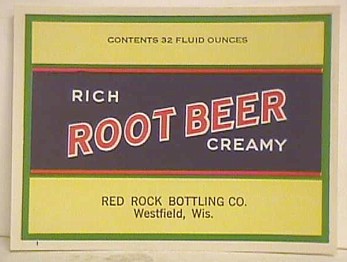 CONTENTS 32 FLUID OUNCES
RICH
ROOT BEER
CREAMY
RED ROCK BOTTLING CO.
Westfield, Wis.